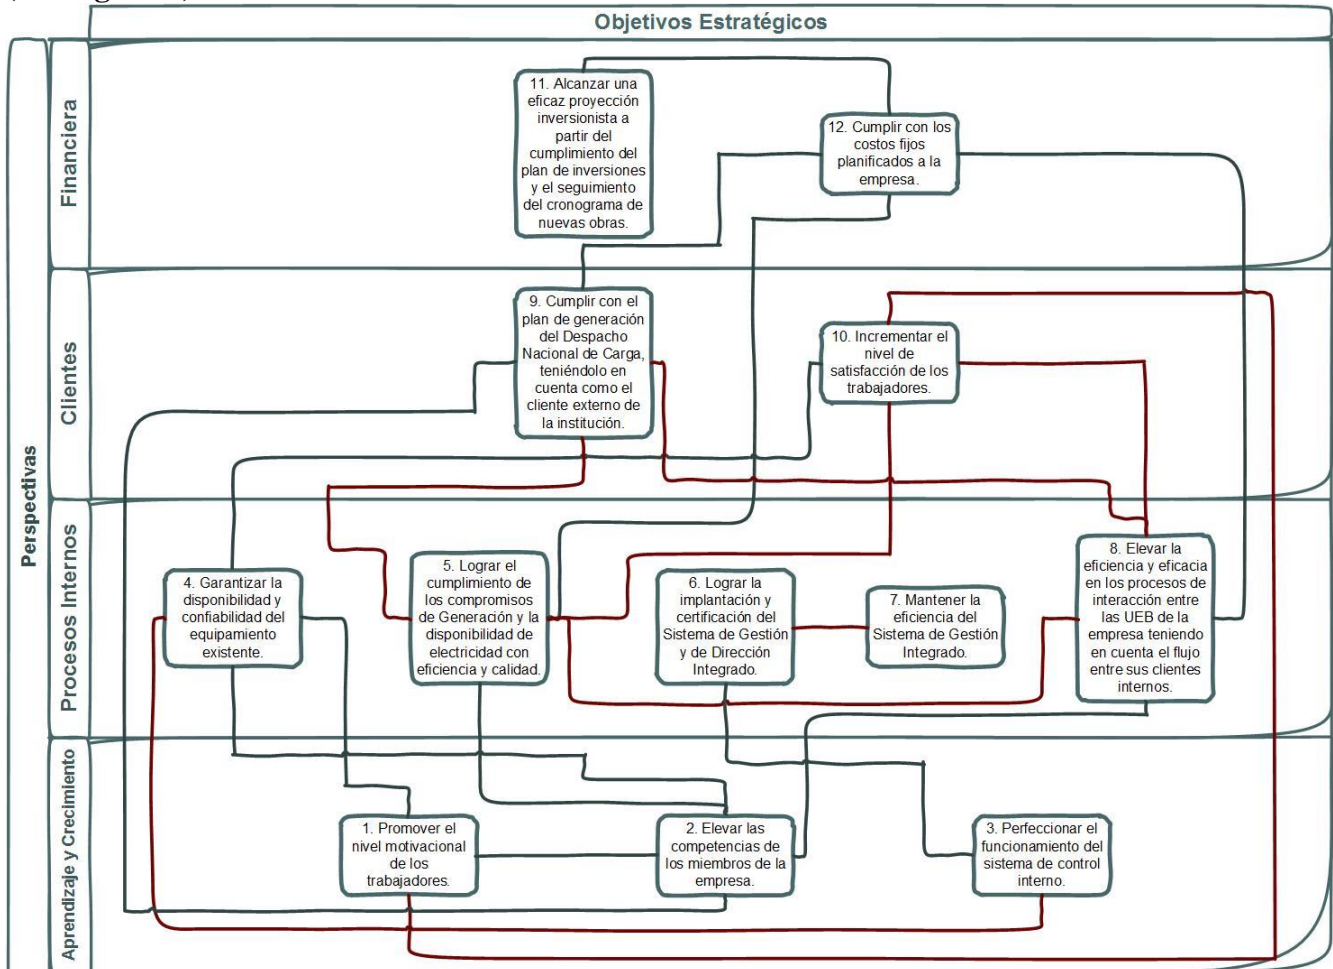 Objetivos Estratégicos
Perspectivas
Financiera
11. Alcanzar una
eficaz proyección
inversionista a
partir del
cumplimiento del
plan de inversiones
y el seguimiento
del cronograma de
nuevas obras.
12. Cumplir con los
costos fijos
planificados a la
empresa.
Clientes
9. Cumplir con el
plan de generación
del Despacho
Nacional de Carga,
teniéndolo en
cuenta como el
cliente externo de
la institución.
10. Incrementar el
nivel de
satisfacción de los
trabajadores.
Procesos Internos
4. Garantizar la
disponibilidad y
confiabilidad del
equipamiento
existente.
5. Lograr el
cumplimiento de
los compromisos
de Generación y la
disponibilidad de
electricidad con
eficiencia y calidad.
6. Lograr la
implantación y
certificación del
Sistema de Gestión
y de Dirección
Integrado.
7. Mantener la
eficiencia del
Sistema de Gestión
Integrado.
8. Elevar la
eficiencia y eficacia
en los procesos de
interacción entre
las UEB de la
empresa teniendo
en cuenta el flujo
entre sus clientes
internos.
Aprendizaje y Crecimiento
1. Promover el
nivel motivacional
de los
trabajadores.
2. Elevar las
competencias de
los miembros de la
empresa.
3. Perfeccionar el
funcionamiento del
sistema de control
interno.